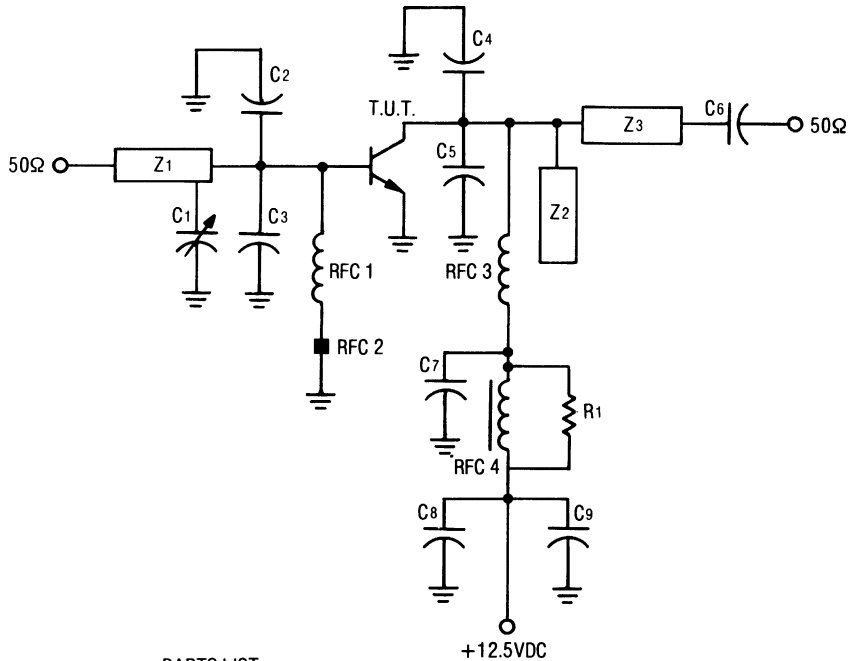 C4
C2
T.U.T.
C6
Z3
50Ω
C5
50Ω
Z1
Z2
C1
C3
RFC 1
RFC 3
RFC 2
C7
R1
RFC 4
C8
C9
+12.5VDC